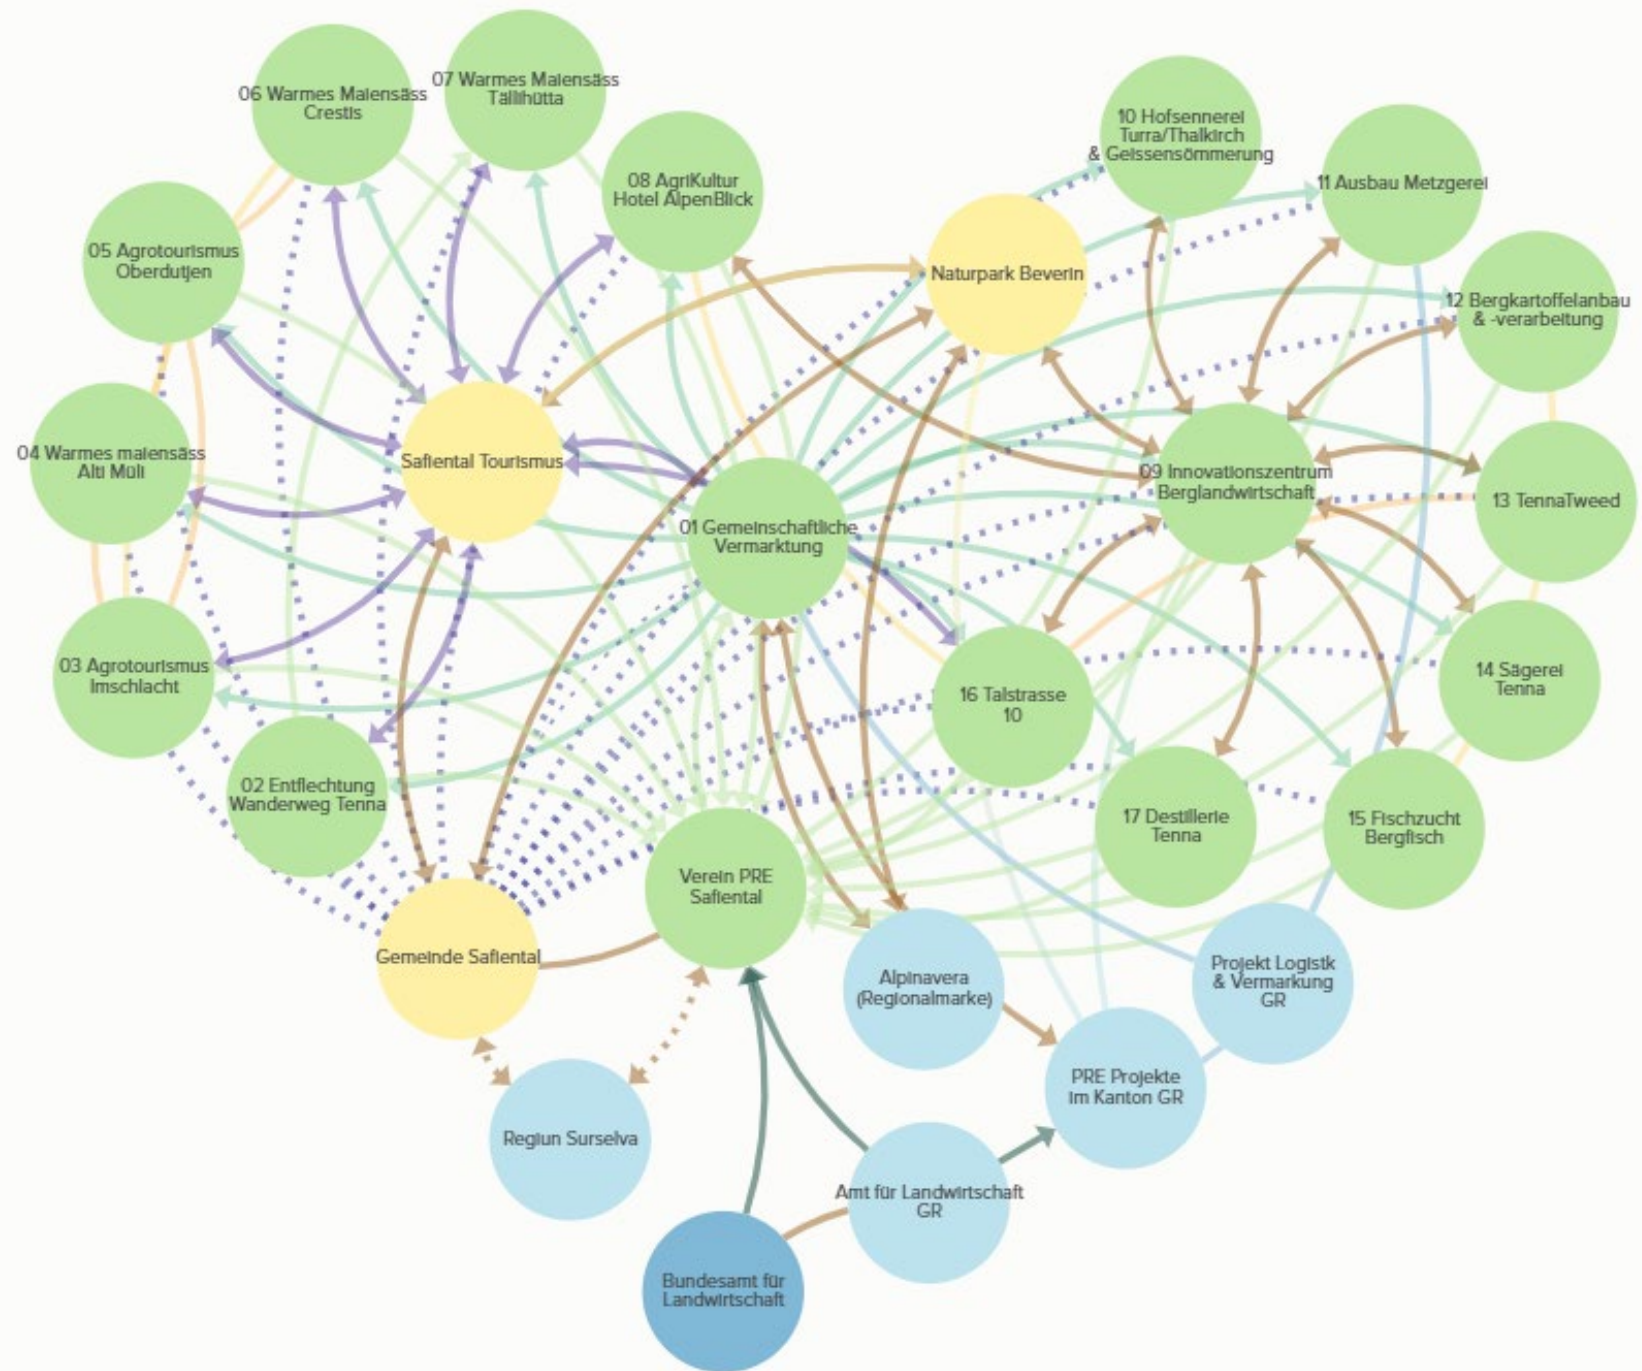 06 Warmes Maiensäss
Crestis
07 Warmes Maiensäss
Tällihütta
08 AgriKultur
Hotel AlpenBlick
10 Hofsennerei
Turra/Thalkirch
& Geissensömmerung
11 Ausbau Metzgerei
05 Agrotourismus
Oberdutjen
Naturpark Beverin
12 Bergkartoffelanbau
& -verarbeitung
04 Warmes maiensäss
Alti Müli
Safiental Tourismus
01 Gemeinschaftliche
Vermarktung
09 Innovationszentrum
Berglandwirtschaft
13 TennaTweed
03 Agrotourismus
Imschlacht
16 Talstrasse
10
14 Sägerei
Tenna
02 Entflechtung
Wanderweg Tenna
17 Destillerie
Tenna
15 Fischzucht
Bergfisch
Verein PRE
Safiental
Gemeinde Safiental
Alpinavera
(Regionalmarke)
Projekt Logistk
& Vermarkung
GR
PRE Projekte
im Kanton GR
Regiun Surselva
Amt für Landwirtschaft
GR
Bundesamt für
Landwirtschaft